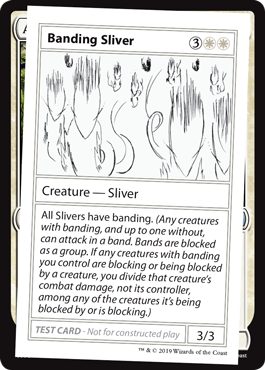 Banding Sliver 3
Creature — Sliver
All Slivers have banding. (Any creatures
with banding, and up to one without,
can attack in a band. Bands are blocked
as a group. If any creatures with banding
you control are blocking or being blocked
by a creature, you divide that creature's
combat damage, not its controller,
among any of the creatures it's being
blocked by or is blocking.)
TEST CARD - Not for constructed play 3/3
™ & © 2019 Wizards of the Coast